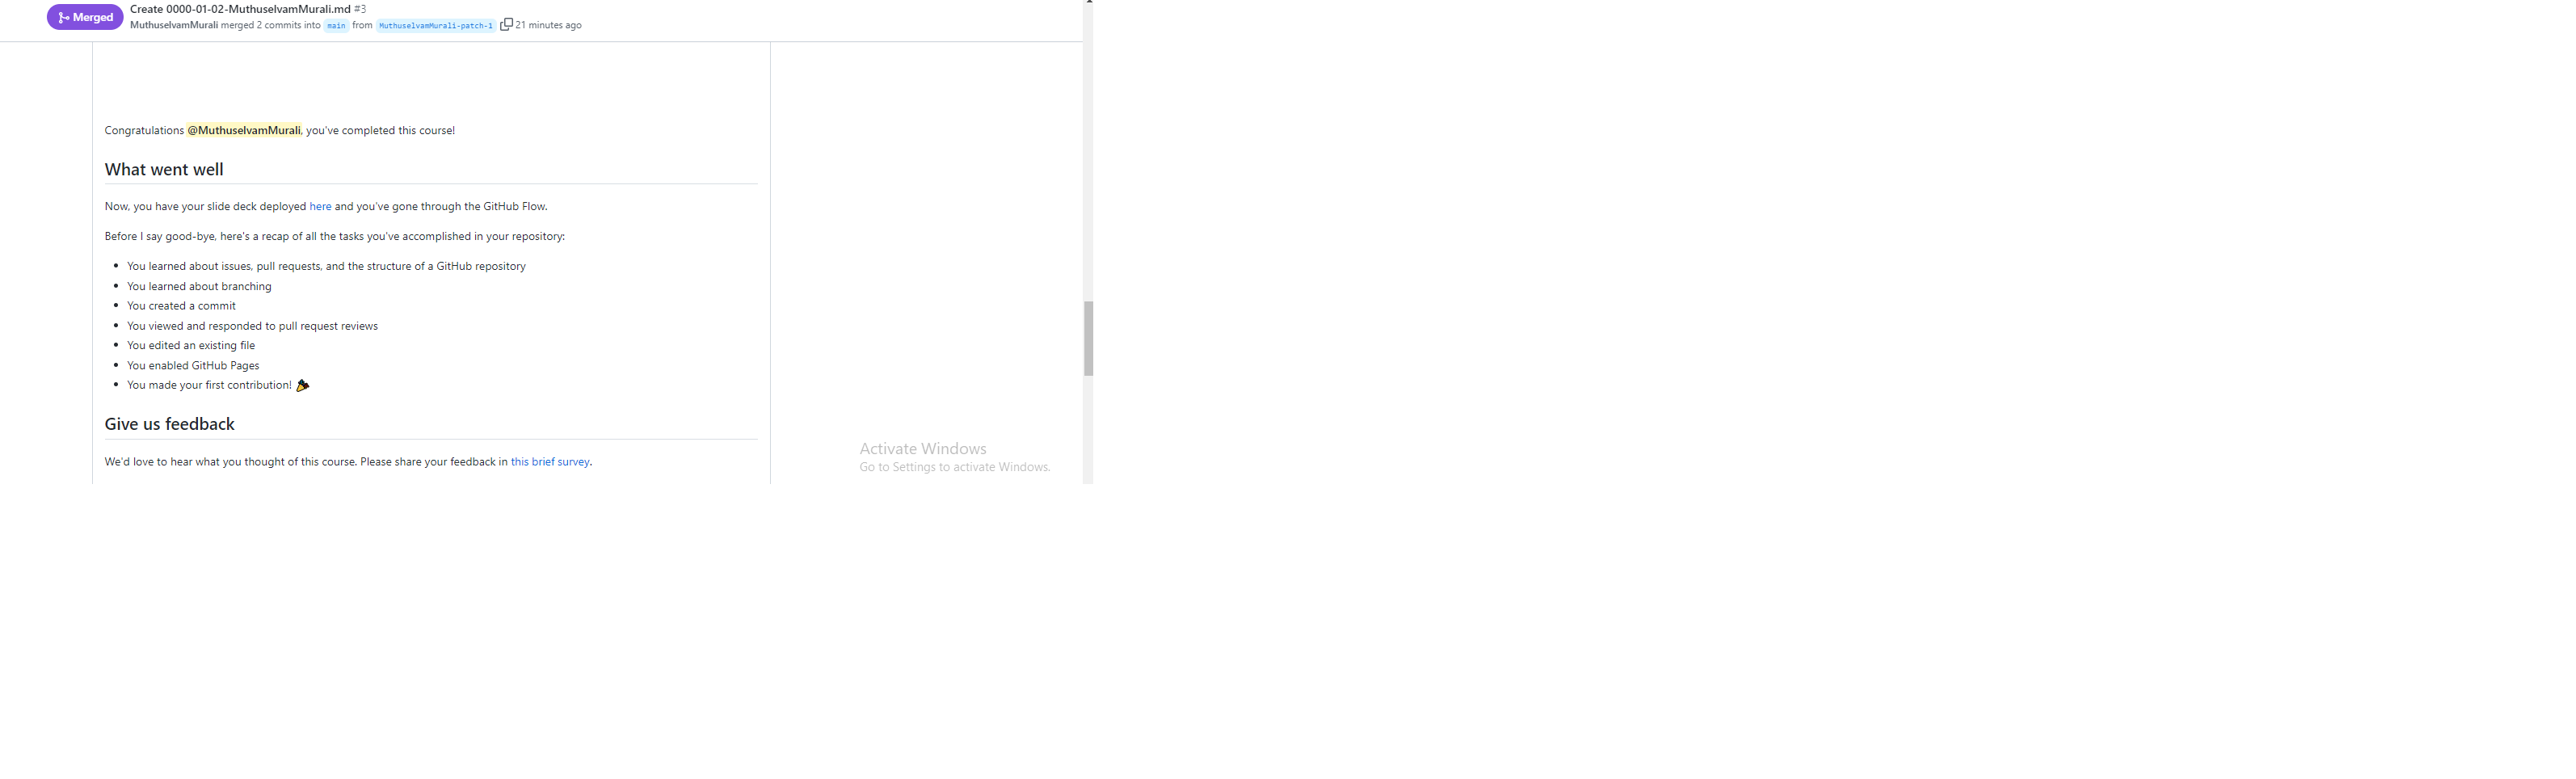 Merged
Create 0000-01-02-MuthuselvamMurali.md #3
MuthuselvamMurali merged 2 commits into main from MuthuselvamMurali-patch-1 21 minutes ago
Congratulations @MuthuselvamMurali, you've completed this course!
What went well
Now, you have your slide deck deployed here and you've gone through the GitHub Flow.
Before I say good-bye, here's a recap of all the tasks you've accomplished in your repository:
• You learned about issues, pull requests, and the structure of a GitHub repository
• You learned about branching
• You created a commit
• You viewed and responded to pull request reviews
• You edited an existing file
• You enabled GitHub Pages
• You made your first contribution! 🎉
Give us feedback
We'd love to hear what you thought of this course. Please share your feedback in this brief survey.
Activate Windows
Go to Settings to activate Windows.